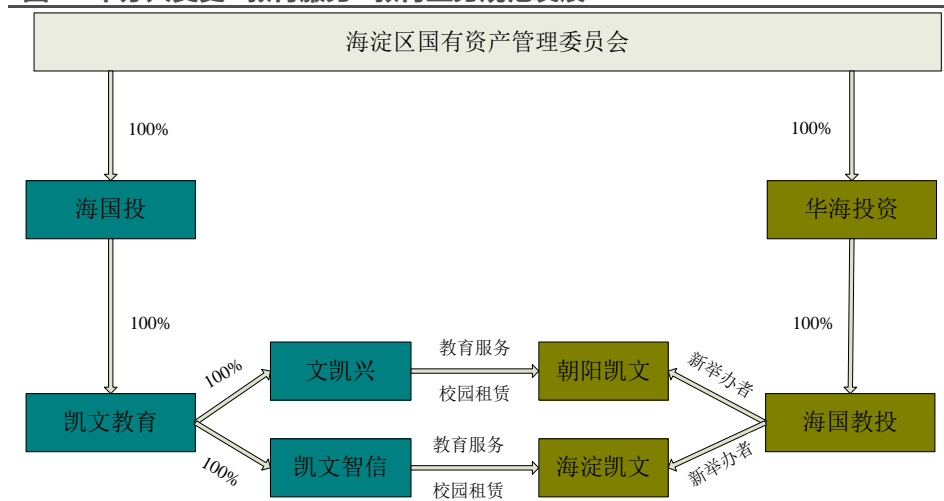 海淀区国有资产管理委员会
100%
100%
海国投
华海投资
100%
100%
文凯兴
教育服务
校园租赁
朝阳凯文
100%
新举办者
凯文教育
海国教投
100%
凯文智信
教育服务
校园租赁
海淀凯文
新举办者